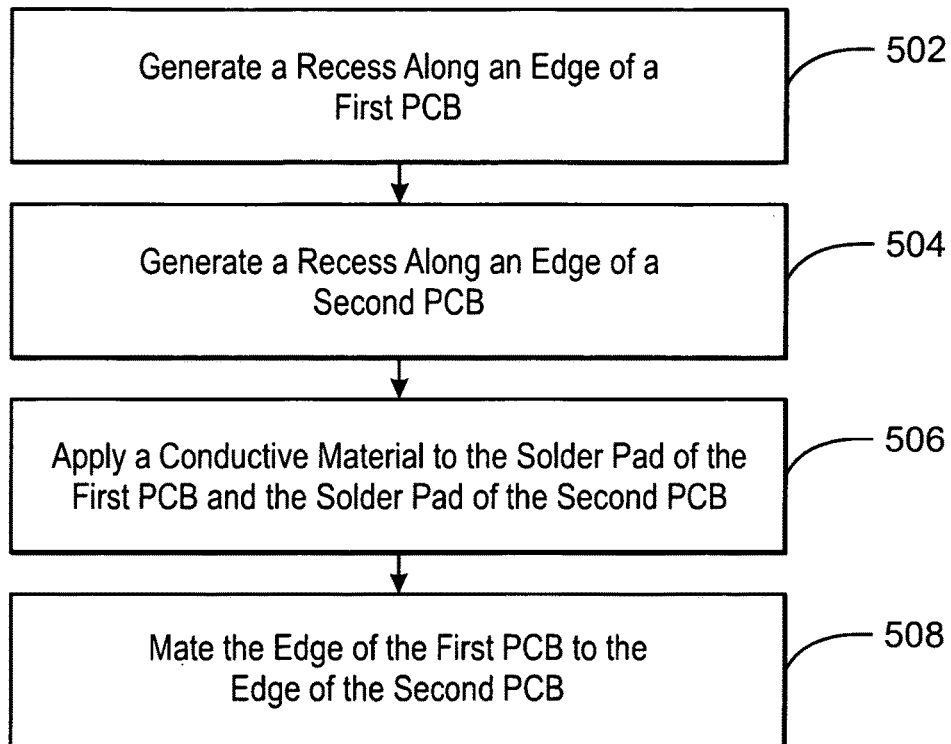 Generate a Recess Along an Edge of a
First PCB
502
Generate a Recess Along an Edge of a
Second PCB
504
Apply a Conductive Material to the Solder Pad of the
First PCB and the Solder Pad of the Second PCB
506
Mate the Edge of the First PCB to the
Edge of the Second PCB
508